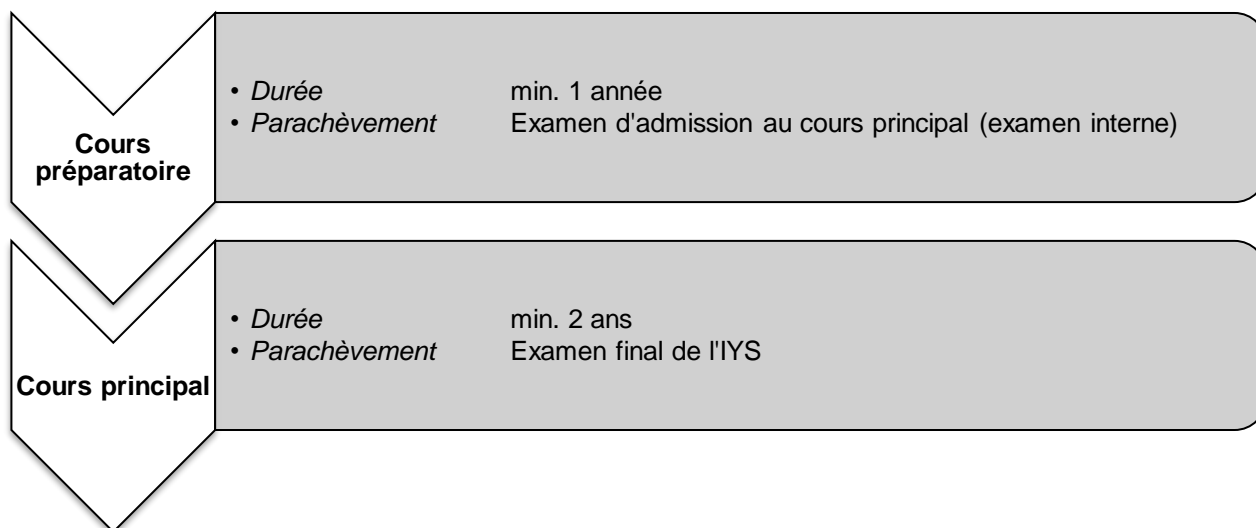 Cours
préparatoire
• Durée min. 1 année
• Parachèvement Examen d'admission au cours principal (examen interne)
Cours principal
• Durée min. 2 ans
• Parachèvement Examen final de l'IYS